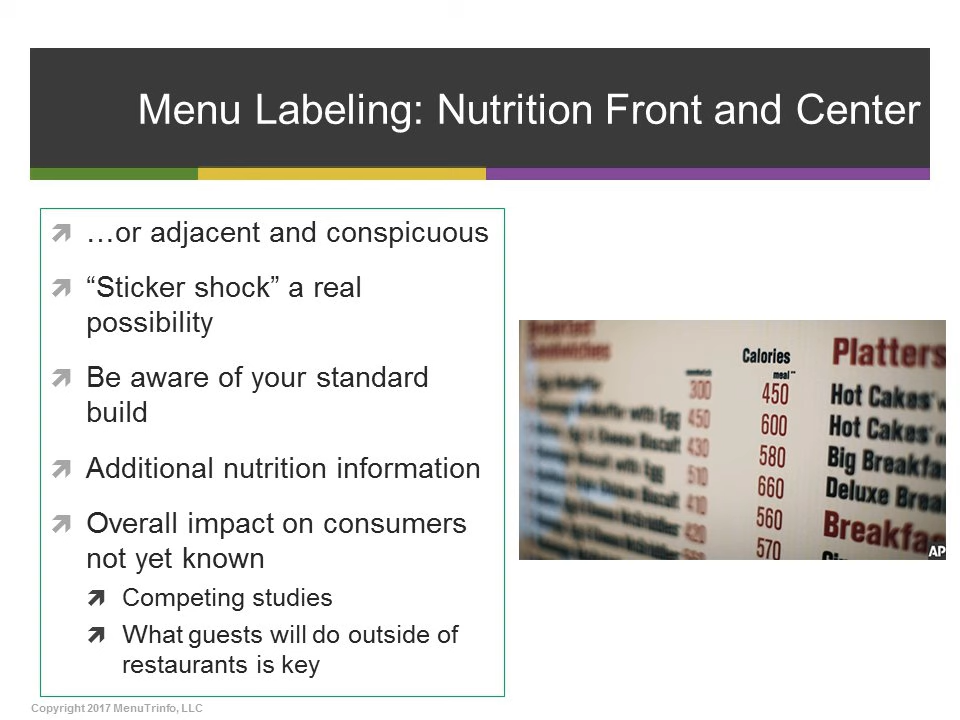 Menu Labeling: Nutrition Front and Center
…or adjacent and conspicuous
“Sticker shock” a real
possibility
Be aware of your standard
build
Additional nutrition information
Overall impact on consumers
not yet known
Competing studies
What guests will do outside of
restaurants is key
Breakfast
Sandwiches
Calories
meal
Platters
300
450
Hot Cakes
450
600
Hot Cakes
430
580
Big Breakfa
510
660
Deluxe Brea
410
560
Breakfa
420
570
AP
Copyright 2017 MenuTrinfo, LLC